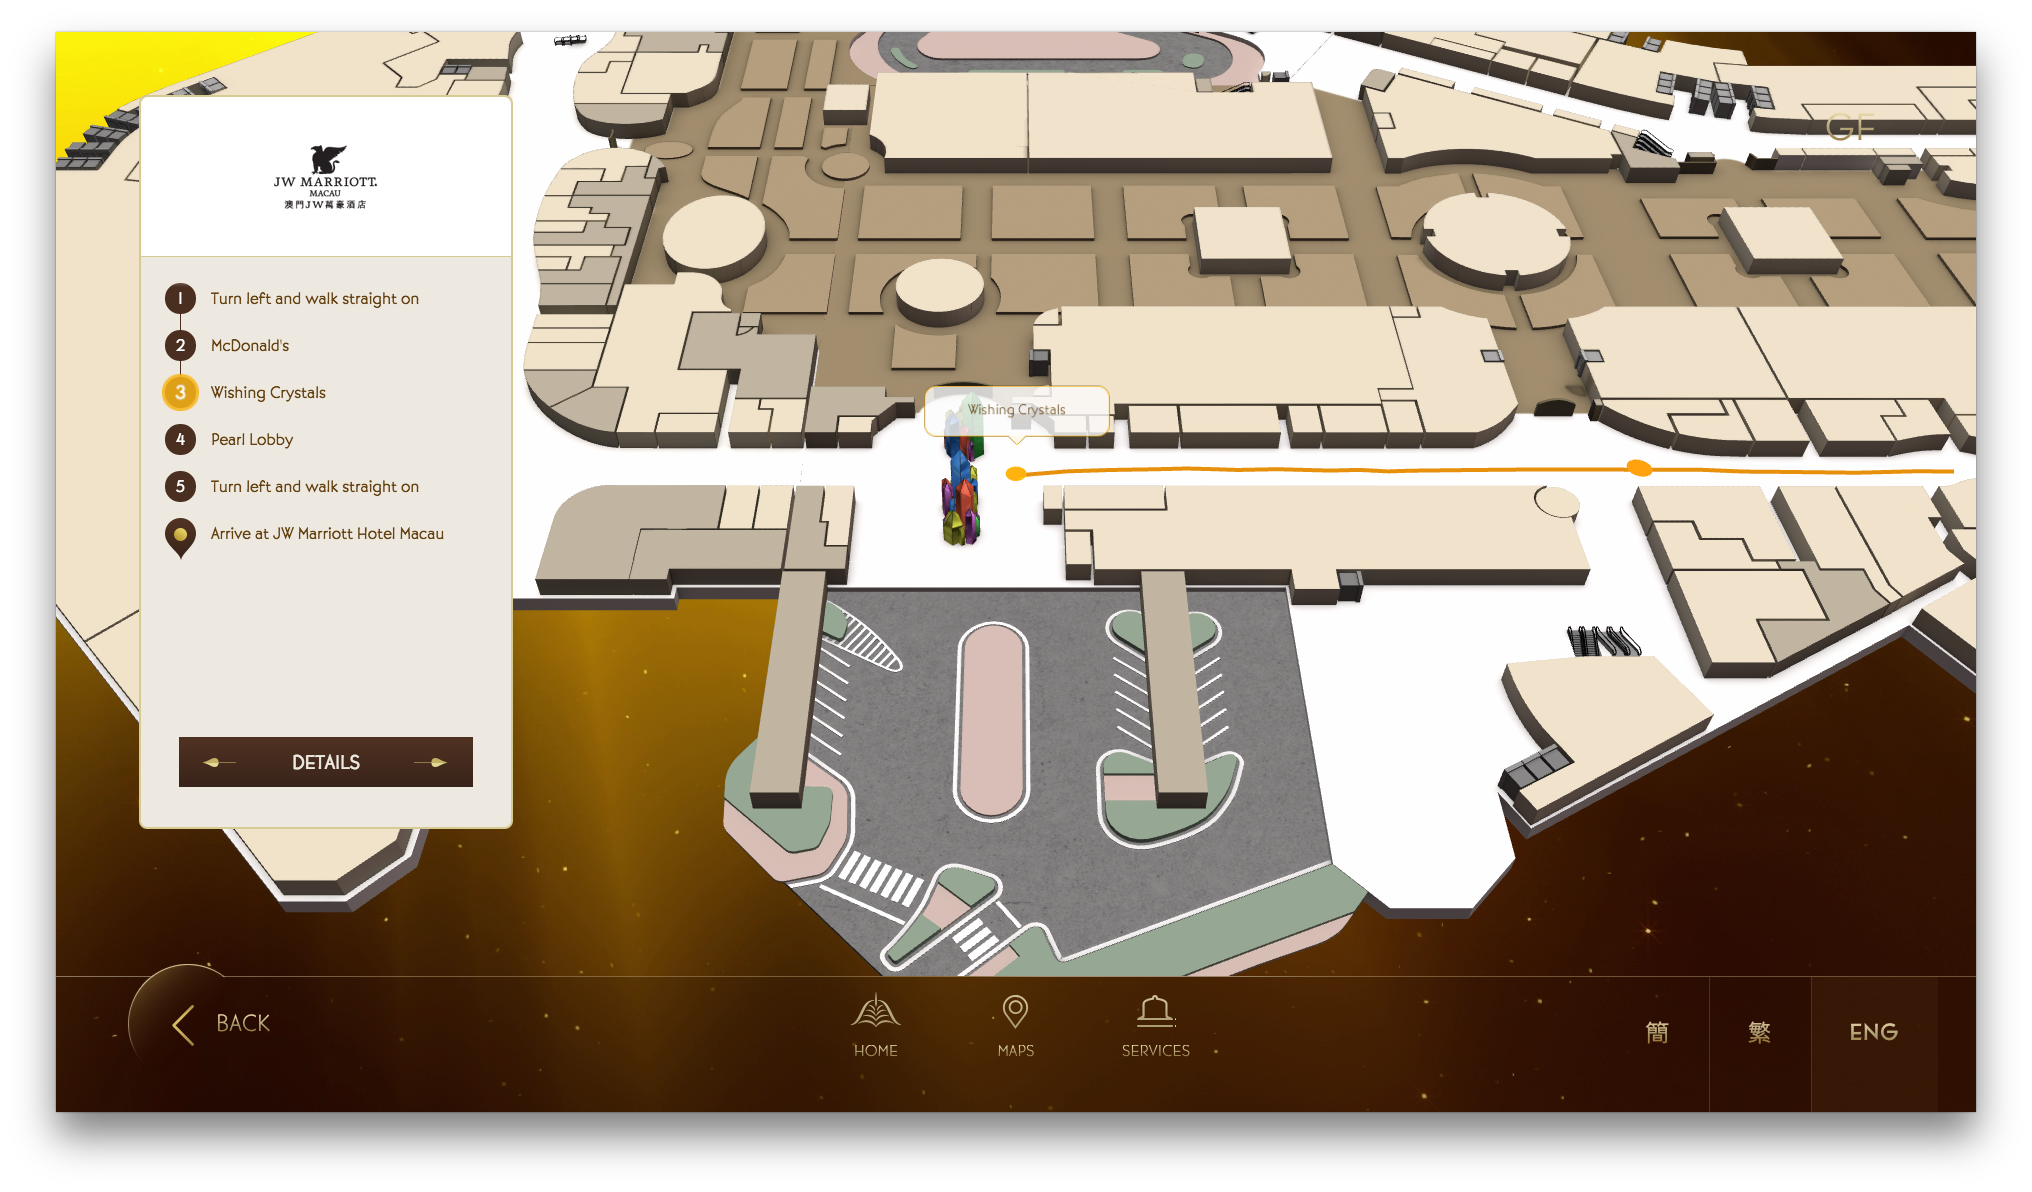 JW MARRIOTT.
MACAU
澳門JW萬豪酒店
1 Turn left and walk straight on
2 McDonald's
3 Wishing Crystals
4 Pearl Lobby
5 Turn left and walk straight on
Arrive at JW Marriott Hotel Macau
DETAILS
GF
Wishing Crystals
BACK
HOME
MAPS
SERVICES
簡
繁
ENG